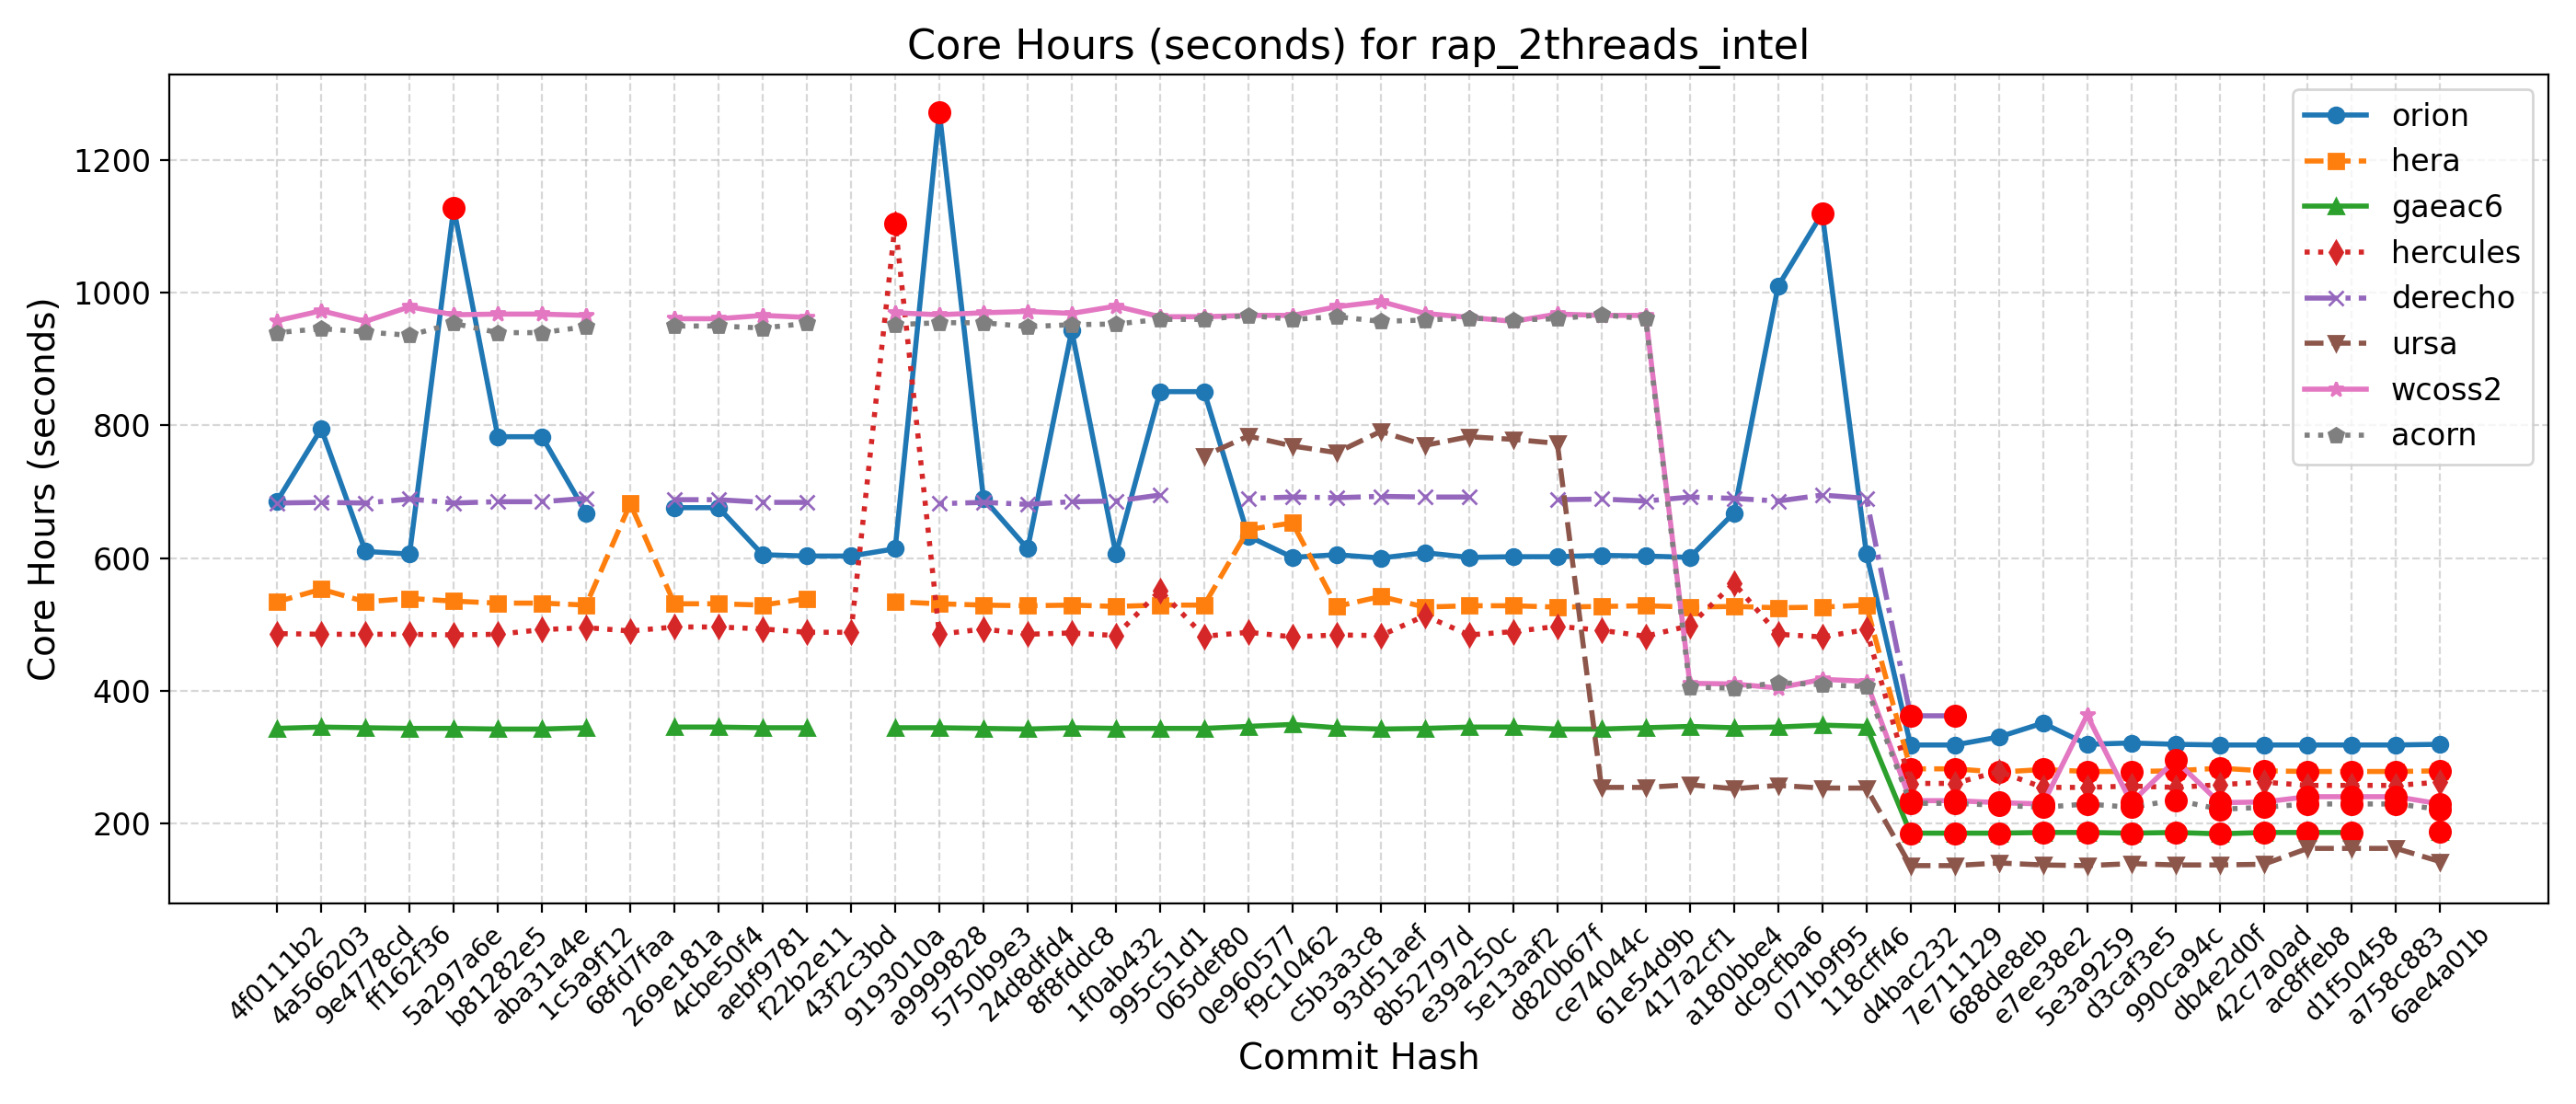 Core Hours (seconds) for rap_2threads_intel
Core Hours (seconds)
1200
1000
800
600
400
200
orion
hera
gaeac6
hercules
derecho
ursa
wcoss2
acorn
4f0111b2
4a566203
9e4778cd
ff162f36
5a297a6e
b81282e5
aba31a4e
1c5a9f12
68fd7faa
269e181a
4cbe50f4
aebf9781
f22b2e11
43f2c3bd
9193010a
a9999828
5750b9e3
24d8dfd4
8f8fddc8
1f0ab432
995c51d1
065def80
0e960577
f9c10462
c5b3a3c8
93d51aef
8b52797d
e39a250c
5e13aaf2
d820b67f
ce74044c
61e54d9b
417a2cf1
a180bbe4
dc9cfba6
071b9f95
118cff46
d4bac232
7e711129
688de8eb
e7ee38e2
5e3a9259
d3caf3e5
990ca94c
db4e2d0f
42c7a0ad
ac8ffeb8
d1f50458
a758c883
6ae4a01b
Commit Hash